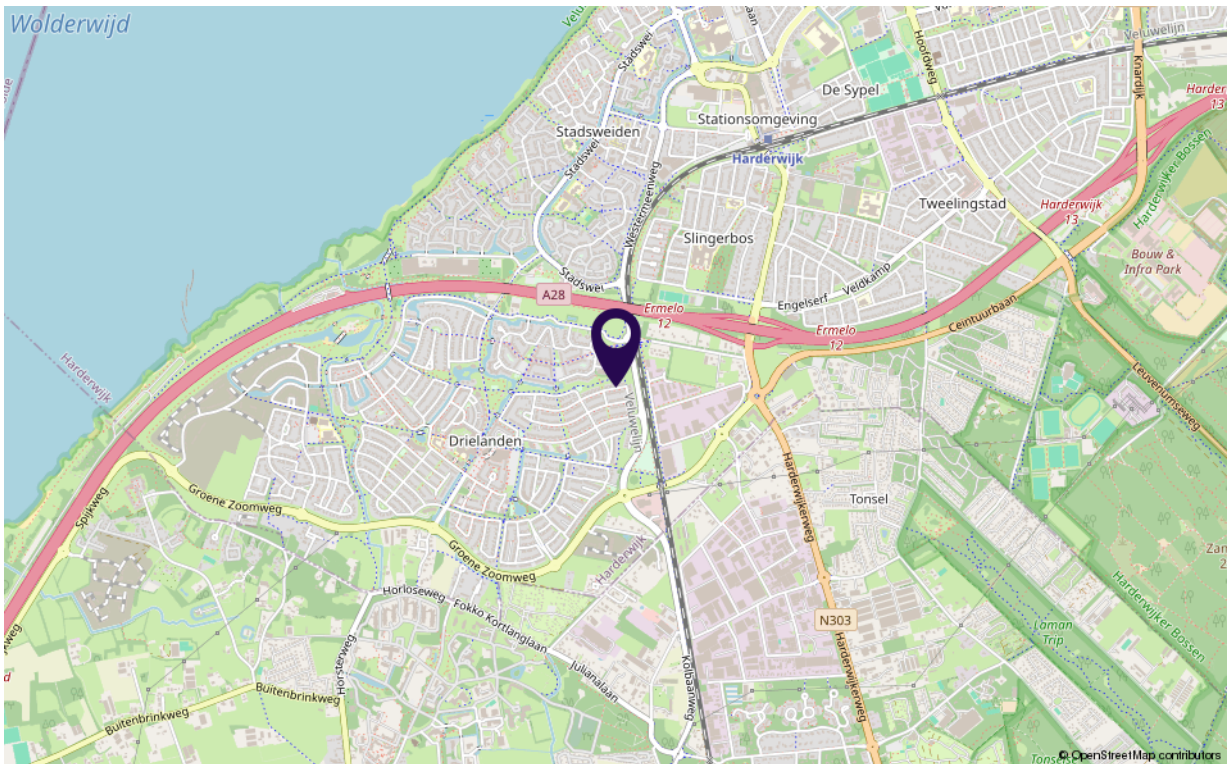 Wolderwijd
Stadswei
Veluwelijn
Hoofdweg
Knardijk
De Sypel
Harder
13
Stationsomgeving
Stadsweiden
Harderwijk
Stadswei
Westermeenweg
Harderwijker Bossen
Tweelingstad
Harderwijk
13
Slingerbos
Bouw &
Infra Park
Stadswei
Veldkamp
Engelserf
A28
Ermelo
12
Ermelo
12
Ceintuurbaan
Harderwijk
Leuvenumseweg
Veluwelijn
Drielanden
Harderwijkerweg
Groene Zoomweg
Spijkweg
Tonsel
Groene Zoomweg
Harderwijk
Horloseweg
Fokko Kortlanglaan
Harderwijker Bossen
Laman
Trip
N303
Horsterweg
Julianalaan
Kolbaanweg
Harderwijkerweg
Buitenbrinkweg
Buitenbrinkweg
© OpenStreetMap contributors